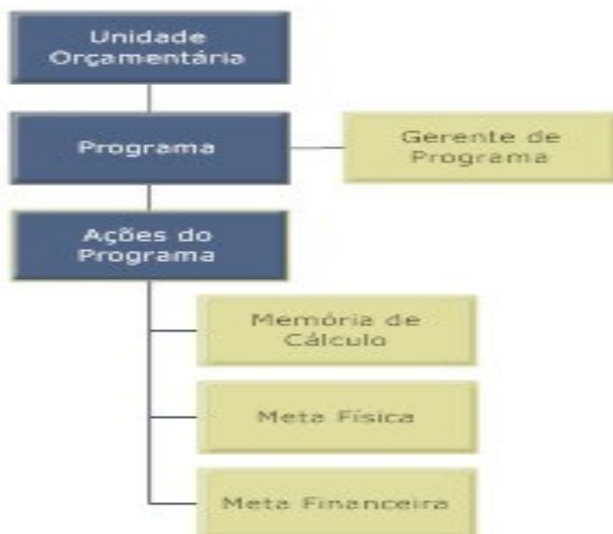 Unidade
Orçamentária
Programa
Gerente de
Programa
Ações do
Programa
Memória de
Cálculo
Meta Física
Meta Financeira